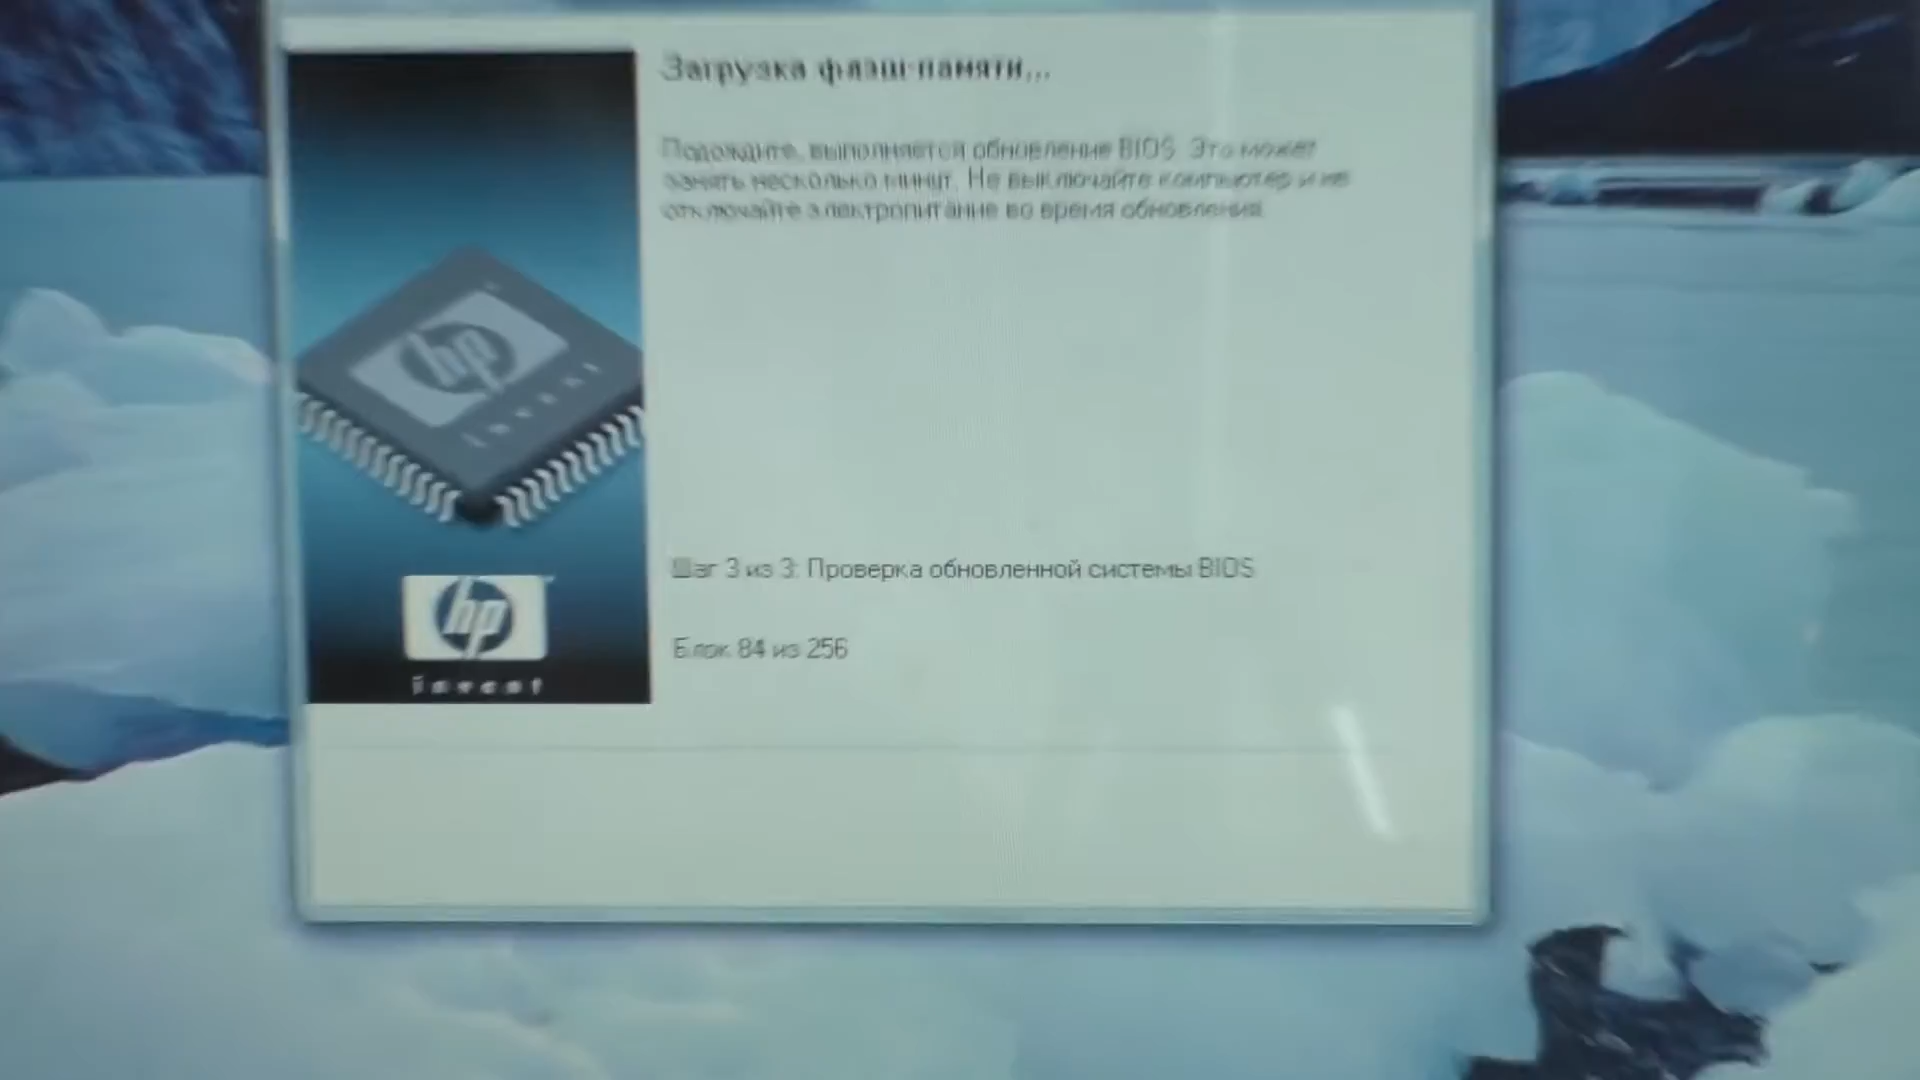 Загрузка флэш-памяти...
Подождите, выполняется обновление BIOS. Это может
занять несколько минут. Не выключайте компьютер и не
отключайте электропитание во время обновления.
hp
invent
Шаг 3 из 3: Проверка обновленной системы BIOS
Блок 84 из 256
hp
invent